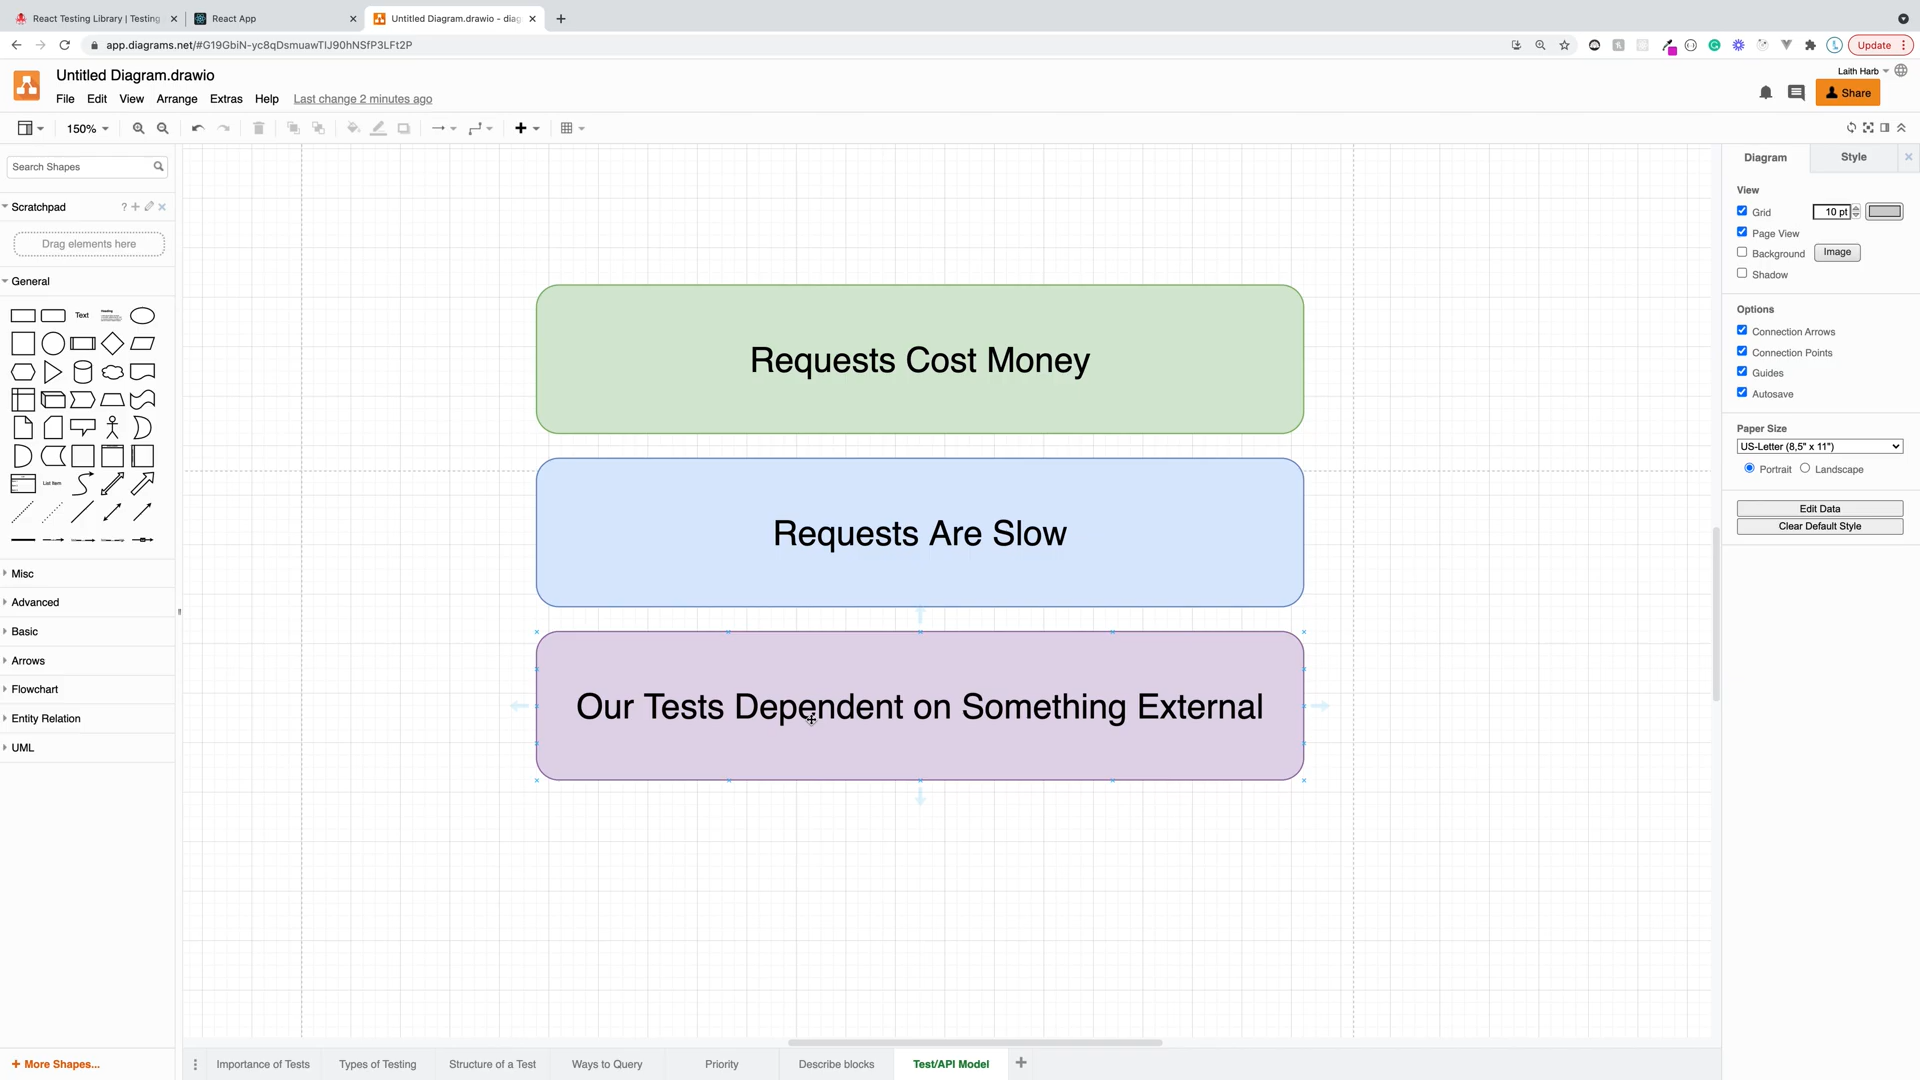 React Testing Library | Testing
React App
Untitled Diagram.drawio - diag
app.diagrams.net/#G19GbiN-yc8qDsmuawTIJ90hNSfP3LFt2P
Update
Untitled Diagram.drawio
Laith Harb
File Edit View Arrange Extras Help Last change 2 minutes ago
Share
150%
Search Shapes
Scratchpad
?
Drag elements here
General
Text
Heading
List Item
Misc
Advanced
Basic
Arrows
Flowchart
Entity Relation
UML
+ More Shapes...
Requests Cost Money
Requests Are Slow
Our Tests Dependent on Something External
Diagram Style
View
Grid 10 pt
Page View
Background Image
Shadow
Options
Connection Arrows
Connection Points
Guides
Autosave
Paper Size
US-Letter (8,5" x 11")
Portrait Landscape
Edit Data
Clear Default Style
Importance of Tests Types of Testing Structure of a Test Ways to Query Priority Describe blocks Test/API Model